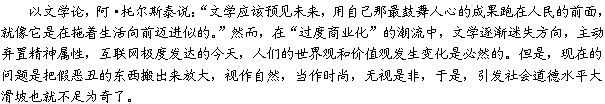 以文学论，阿·托尔斯泰说：“文学应该预见未来，用自己那最鼓舞人心的成果跑在人民的前面，
就像它是在拖着生活向前迈进似的。”然而，在“过度商业化”的潮流中，文学逐渐迷失方向，主动
弃置精神属性，互联网极度发达的今天，人们的世界观和价值观发生变是必然的。但是，现在的
问题是把假恶丑的东西搬出来放大，视作自然，当作时尚，无视是非，于是，引发社会道德水平大
滑坡也就不足为奇了。